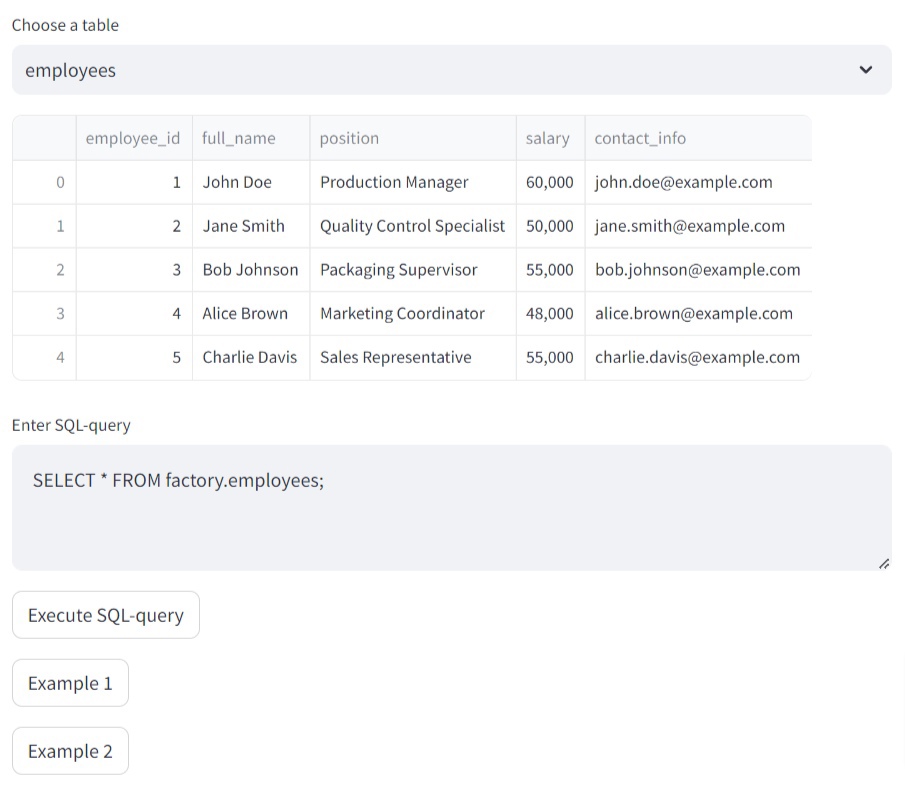 Choose a table
employees
employee_id full_name position salary contact_info
0 1 John Doe Production Manager 60,000 john.doe@example.com
1 2 Jane Smith Quality Control Specialist 50,000 jane.smith@example.com
2 3 Bob Johnson Packaging Supervisor 55,000 bob.johnson@example.com
3 4 Alice Brown Marketing Coordinator 48,000 alice.brown@example.com
4 5 Charlie Davis Sales Representative 55,000 charlie.davis@example.com
Enter SQL-query
SELECT * FROM factory.employees;
Execute SQL-query
Example 1
Example 2